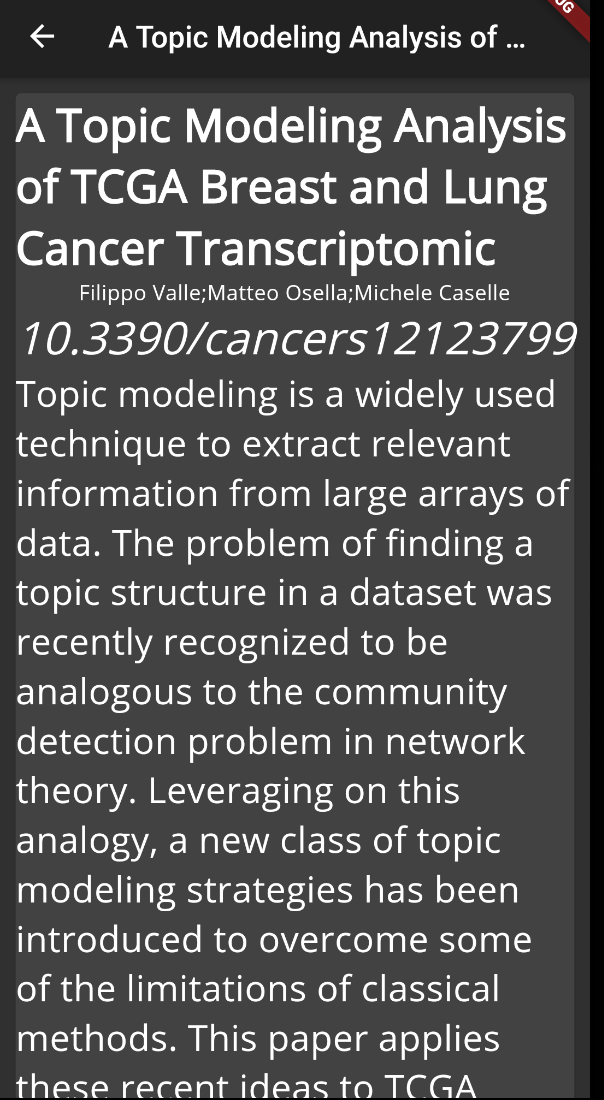 A Topic Modeling Analysis of ...
A Topic Modeling Analysis
of TCGA Breast and Lung
Cancer Transcriptomic
Filippo Valle;Matteo Osella;Michele Caselle
10.3390/cancers12123799
Topic modeling is a widely used
technique to extract relevant
information from large arrays of
data. The problem of finding a
topic structure in a dataset was
recently recognized to be
analogous to the community
detection problem in network
theory. Leveraging on this
analogy, a new class of topic
modeling strategies has been
introduced to overcome some
of the limitations of classical
methods. This paper applies
these recent ideas to TCGA